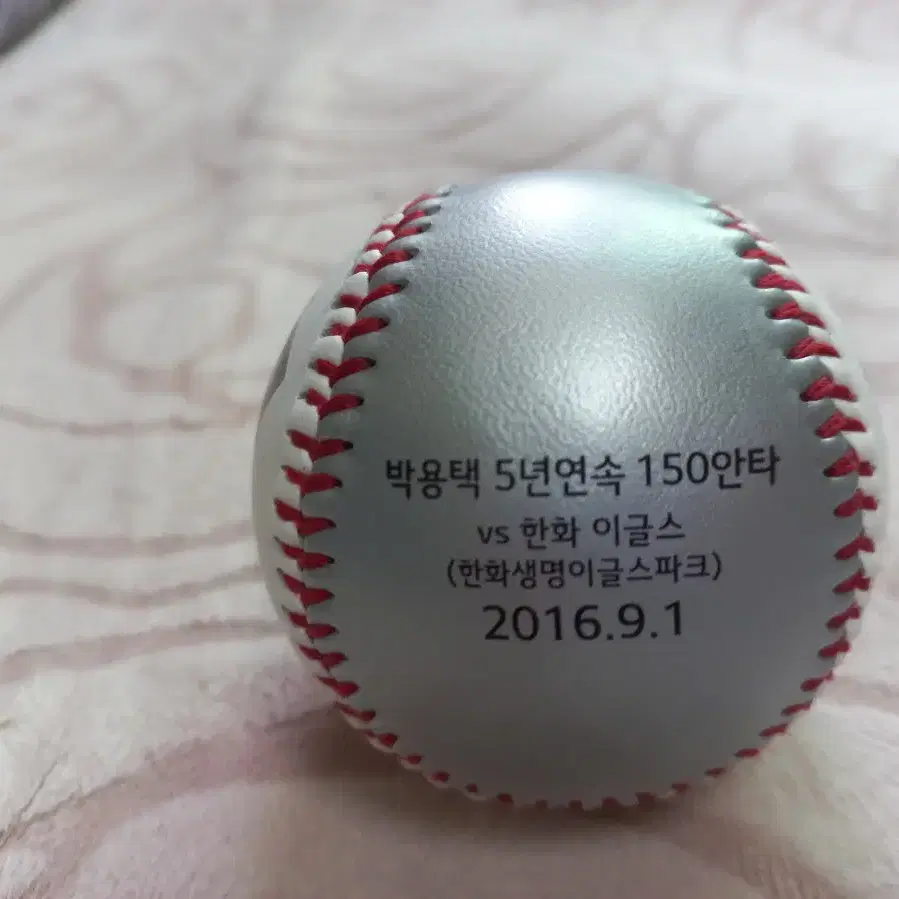 박용택 5년연속 150안타
vs 한화 이글스
(한화생명이글스파크)
2016.9.1